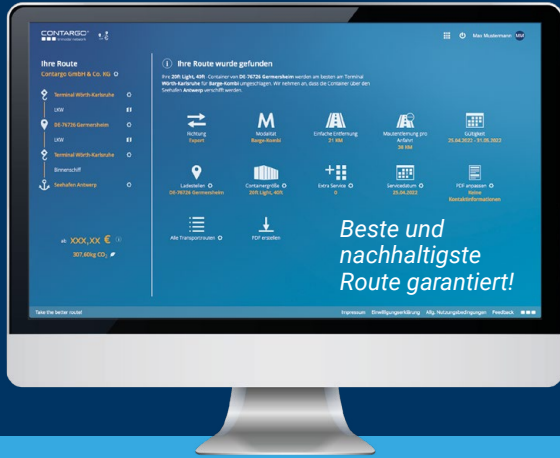 CONTARGO
trimodal network
Max Mustermann
MM
Ihre Route
Contargo GmbH & Co. KG
Terminal Wörth-Karlsruhe
LKW
DE-76726 Germersheim
LKW
Terminal Wörth-Karlsruhe
Binnenschiff
Seehafen Antwerp
ab xxx,xx €
307,60kg CO₂
Ihre Route wurde gefunden
Ihre 20ft Light, 40ft Container von DE-76726 Germersheim werden am besten am Terminal
Wörth-Karlsruhe für Barge-Kombi umgeschlagen. Wir nehmen an, dass die Container über den
Seehafen Antwerp verschifft werden.
Richtung
Export
Modalität
Barge-Kombi
Einfache Entfernung
21 KM
Mautentfernung pro
Anfahrt
38 KM
Gültigkeit
25.04.2022 - 31.05.2022
Ladestellen
DE-76726 Germersheim
Containergröße
20ft Light, 40ft
Extra Service
0
Servicedatum
25.04.2022
PDF anpassen
Keine
Kontaktinformationen
Alle Transportrouten
PDF erstellen
Beste und
nachhaltigste
Route garantiert!
Take the better route!
Impressum Einwilligungserklärung Allg. Nutzungsbedingungen Feedback